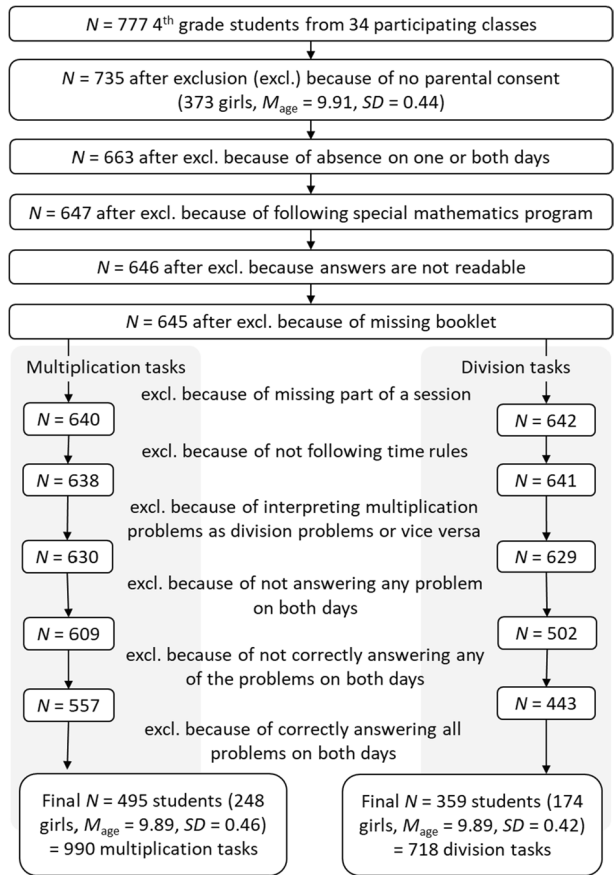 N = 777 4th grade students from 34 participating classes
N = 735 after exclusion (excl.) because of no parental consent
(373 girls, Mage = 9.91, SD = 0.44)
N = 663 after excl. because of absence on one or both days
N = 647 after excl. because of following special mathematics program
N = 646 after excl. because answers are not readable
N = 645 after excl. because of missing booklet
Multiplication tasks
Division tasks
excl. because of missing part of a session
N = 640
N = 642
excl. because of not following time rules
N = 638
N = 641
excl. because of interpreting multiplication
problems as division problems or vice versa
N = 630
N = 629
excl. because of not answering any problem
on both days
N = 609
N = 502
excl. because of not correctly answering any
of the problems on both days
N = 557
N = 443
excl. because of correctly answering all
problems on both days
Final N = 495 students (248
girls, Mage = 9.89, SD = 0.46)
= 990 multiplication tasks
Final N = 359 students (174
girls, Mage = 9.89, SD = 0.42)
= 718 division tasks